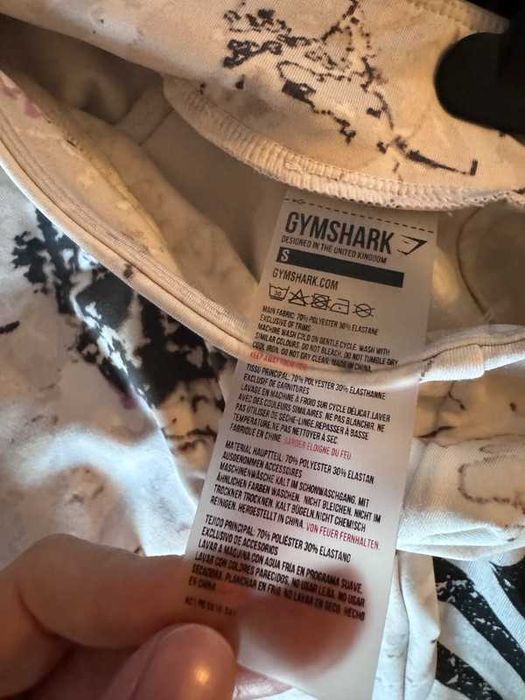 GYMSHARK
DESIGNED IN THE UNITED KINGDOM
S
GYMSHARK.COM
MAIN FABRIC: 70% POLYESTER 30% ELASTANE
EXCLUSIVE OF TRIMS
MACHINE WASH COLD ON GENTLE CYCLE. WASH WITH
SIMILAR COLOURS. DO NOT BLEACH. DO NOT TUMBLE DRY.
COOL IRON. DO NOT DRY CLEAN. MADE IN CHINA.
KEEP AWAY FROM FIRE
TISSU PRINCIPAL: 70% POLYESTER 30% ELASTHANNE
EXCLUSIF DE GARNITURES
LAVABO EN MACHINE À FROID SUR CYCLE DELICAT. LAVER
AVEC DES COULEURS SIMILAIRES. NE PAS BLANCHIR. NE
PAS UTILISER DE SÈCHE-LINGE. REPASSER À BASSE
TEMPERATURE. NE PAS NETTOYER À SEC.
FABRIQUÉ EN CHINE. GARDER ÉLOIGNÉ DU FEU
MATERIAL HAUPTTEIL: 70% POLYESTER 30% ELASTAN
AUSGENOMMEN ACCESSOIRES
MASCHINENWÄSCHE KALT IM SCHONWASCHGANG. MIT
ÄHNLICHEN FARBEN WASCHEN. NICHT BLEICHEN. NICHT IM
TROCKNER TROCKNEN. KALT BÜGELN. NICHT CHEMISCH
REINIGEN. HERGESTELLT IN CHINA. VON FEUER FERNHALTEN.
TEJIDO PRINCIPAL: 70% POLIÉSTER 30% ELASTANO
EXCLUSIVO DE ACCESORIOS
LAVAR A MÁQUINA CON AGUA FRÍA EN PROGRAMA SUAVE.
LAVAR CON COLORES PARECIDOS. NO USAR LEJÍA. NO USAR
SECADORA. PLANCHAR EN FRÍO. NO LAVAR EN SECO. HECHO
EN CHINA.